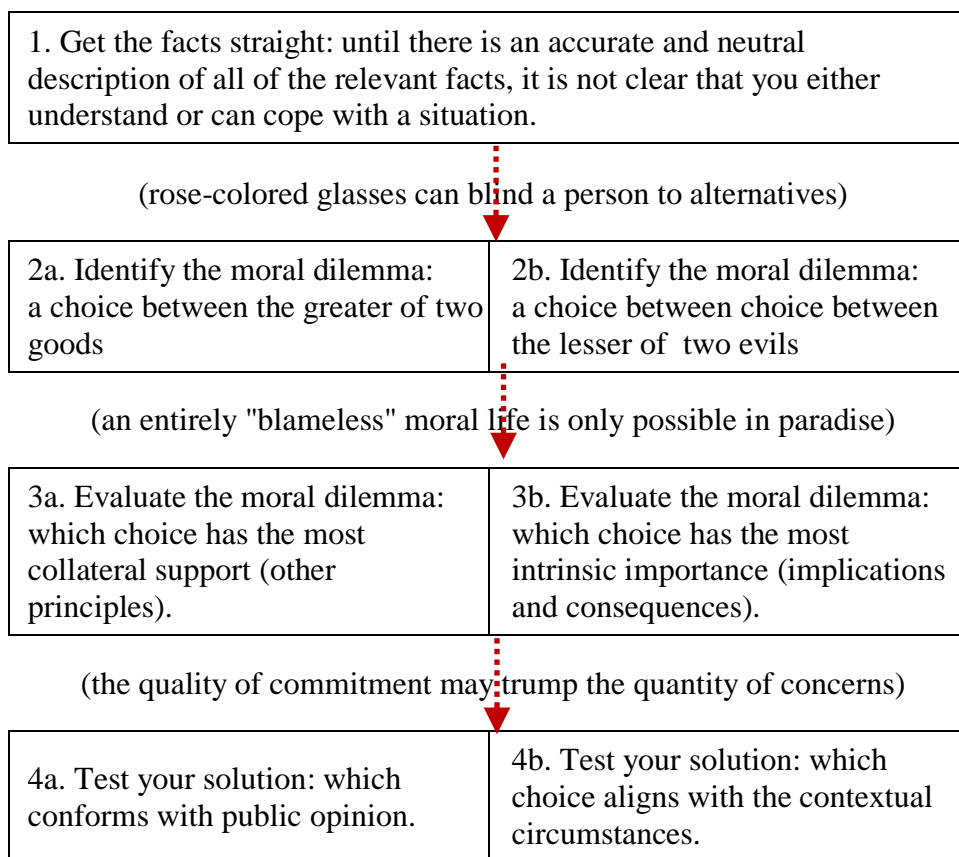 1. Get the facts straight: until there is an accurate and neutral
description of all of the relevant facts, it is not clear that you either
understand or can cope with a situation.
(rose-colored glasses can blind a person to alternatives)
2a. Identify the moral dilemma:
a choice between the greater of two
goods
2b. Identify the moral dilemma:
a choice between choice between
the lesser of  two evils
(an entirely "blameless" moral life is only possible in paradise)
3a. Evaluate the moral dilemma:
which choice has the most
collateral support (other
principles).
3b. Evaluate the moral dilemma:
which choice has the most
intrinsic importance (implications
and consequences).
(the quality of commitment may trump the quantity of concerns)
4a. Test your solution: which
conforms with public opinion.
4b. Test your solution: which
choice aligns with the contextual
circumstances.